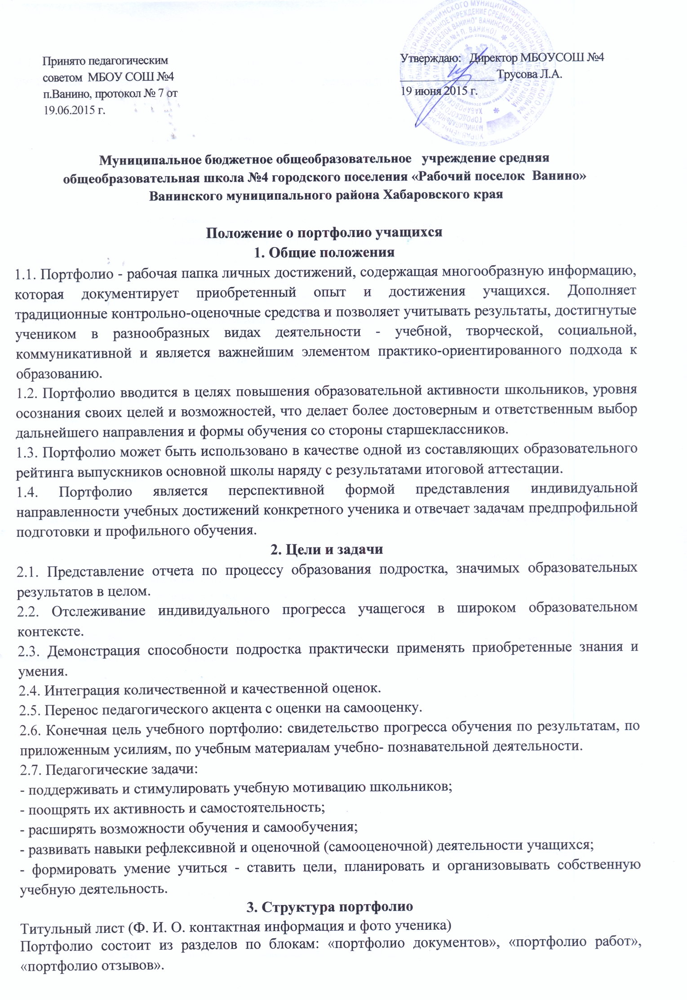 Принято педагогическим
советом МБОУ СОШ №4
п.Ванино, протокол № 7 от
19.06.2015 г.
Утверждаю: Директор МБОУСОШ №4
Трусова Л.А.
19 июня 2015 г.
Муниципальное бюджетное общеобразовательное учреждение средняя
общеобразовательная школа №4 городского поселения «Рабочий поселок Ванино»
Ванинского муниципального района Хабаровского края
Положение о портфолио учащихся
1. Общие положения
1.1. Портфолио - рабочая папка личных достижений, содержащая многообразную информацию,
которая документирует приобретенный опыт и достижения учащихся. Дополняет
традиционные контрольно-оценочные средства и позволяет учитывать результаты, достигнутые
учеником в разнообразных видах деятельности - учебной, творческой, социальной,
коммуникативной и является важнейшим элементом практико-ориентированного подхода к
образованию.
1.2. Портфолио вводится в целях повышения образовательной активности школьников, уровня
осознания своих целей и возможностей, что делает более достоверным и ответственным выбор
дальнейшего направления и формы обучения со стороны старшеклассников.
1.3. Портфолио может быть использовано в качестве одной из составляющих образовательного
рейтинга выпускников основной школы наряду с результатами итоговой аттестации.
1.4. Портфолио является перспективной формой представления индивидуальной
направленности учебных достижений конкретного ученика и отвечает задачам предпрофильной
подготовки и профильного обучения.
2. Цели и задачи
2.1. Представление отчета по процессу образования подростка, значимых образовательных
результатов в целом.
2.2. Отслеживание индивидуального прогресса учащегося в широком образовательном
контексте.
2.3. Демонстрация способности подростка практически применять приобретенные знания и
умения.
2.4. Интеграция количественной и качественной оценок.
2.5. Перенос педагогического акцента с оценки на самооценку.
2.6. Конечная цель учебного портфолио: свидетельство прогресса обучения по результатам, по
приложенным усилиям, по учебным материалам учебно- познавательной деятельности.
2.7. Педагогические задачи:
- поддерживать и стимулировать учебную мотивацию школьников;
- поощрять их активность и самостоятельность;
- расширять возможности обучения и самообучения;
- развивать навыки рефлексивной и оценочной (самооценочной) деятельности учащихся;
- формировать умение учиться - ставить цели, планировать и организовывать собственную
учебную деятельность.
3. Структура портфолио
Титульный лист (Ф. И. О. контактная информация и фото ученика)
Портфолио состоит из разделов по блокам: «портфолио документов», «портфолио работ»,
«портфолио отзывов».